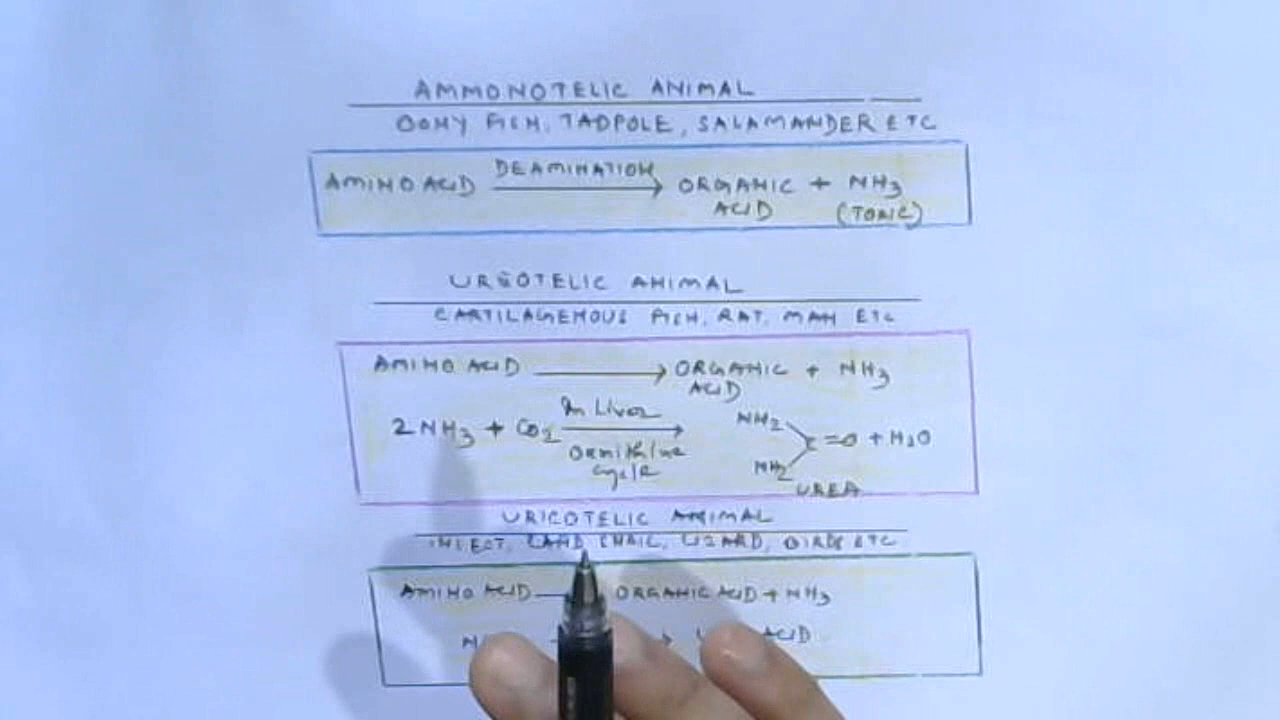 AMMONOTELIC ANIMAL
BONY FISH, TADPOLE, SALAMANDER ETC
AMINO ACID DEAMINATION ORGANIC ACID + NH3 (TOXIC)
UREOTELIC ANIMAL
CARTILAGENOUS FISH, RAT, MAN ETC
AMINO ACID → ORGANIC ACID + NH3
2NH3 + CO2 In Liver Ornithine cycle NH2 NH2 C=O + H2O
UREA
URICOTELIC ANIMAL
INSECT, LAND SNAIL, LIZARD, BIRDS ETC
AMINO ACID ORGANIC ACID + NH3
ACID